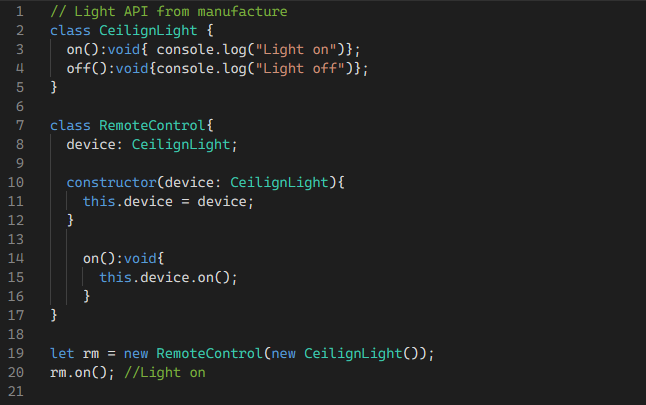 1 // Light API from manufacture
2 class CeilignLight {
3   on():void{ console.log("Light on")};
4   off():void{console.log("Light off")};
5 }
6
7 class RemoteControl{
8   device: CeilignLight;
9
10   constructor(device: CeilignLight){
11     this.device = device;
12   }
13
14     on():void{
15       this.device.on();
16     }
17 }
18
19 let rm = new RemoteControl(new CeilignLight());
20 rm.on(); //Light on
21